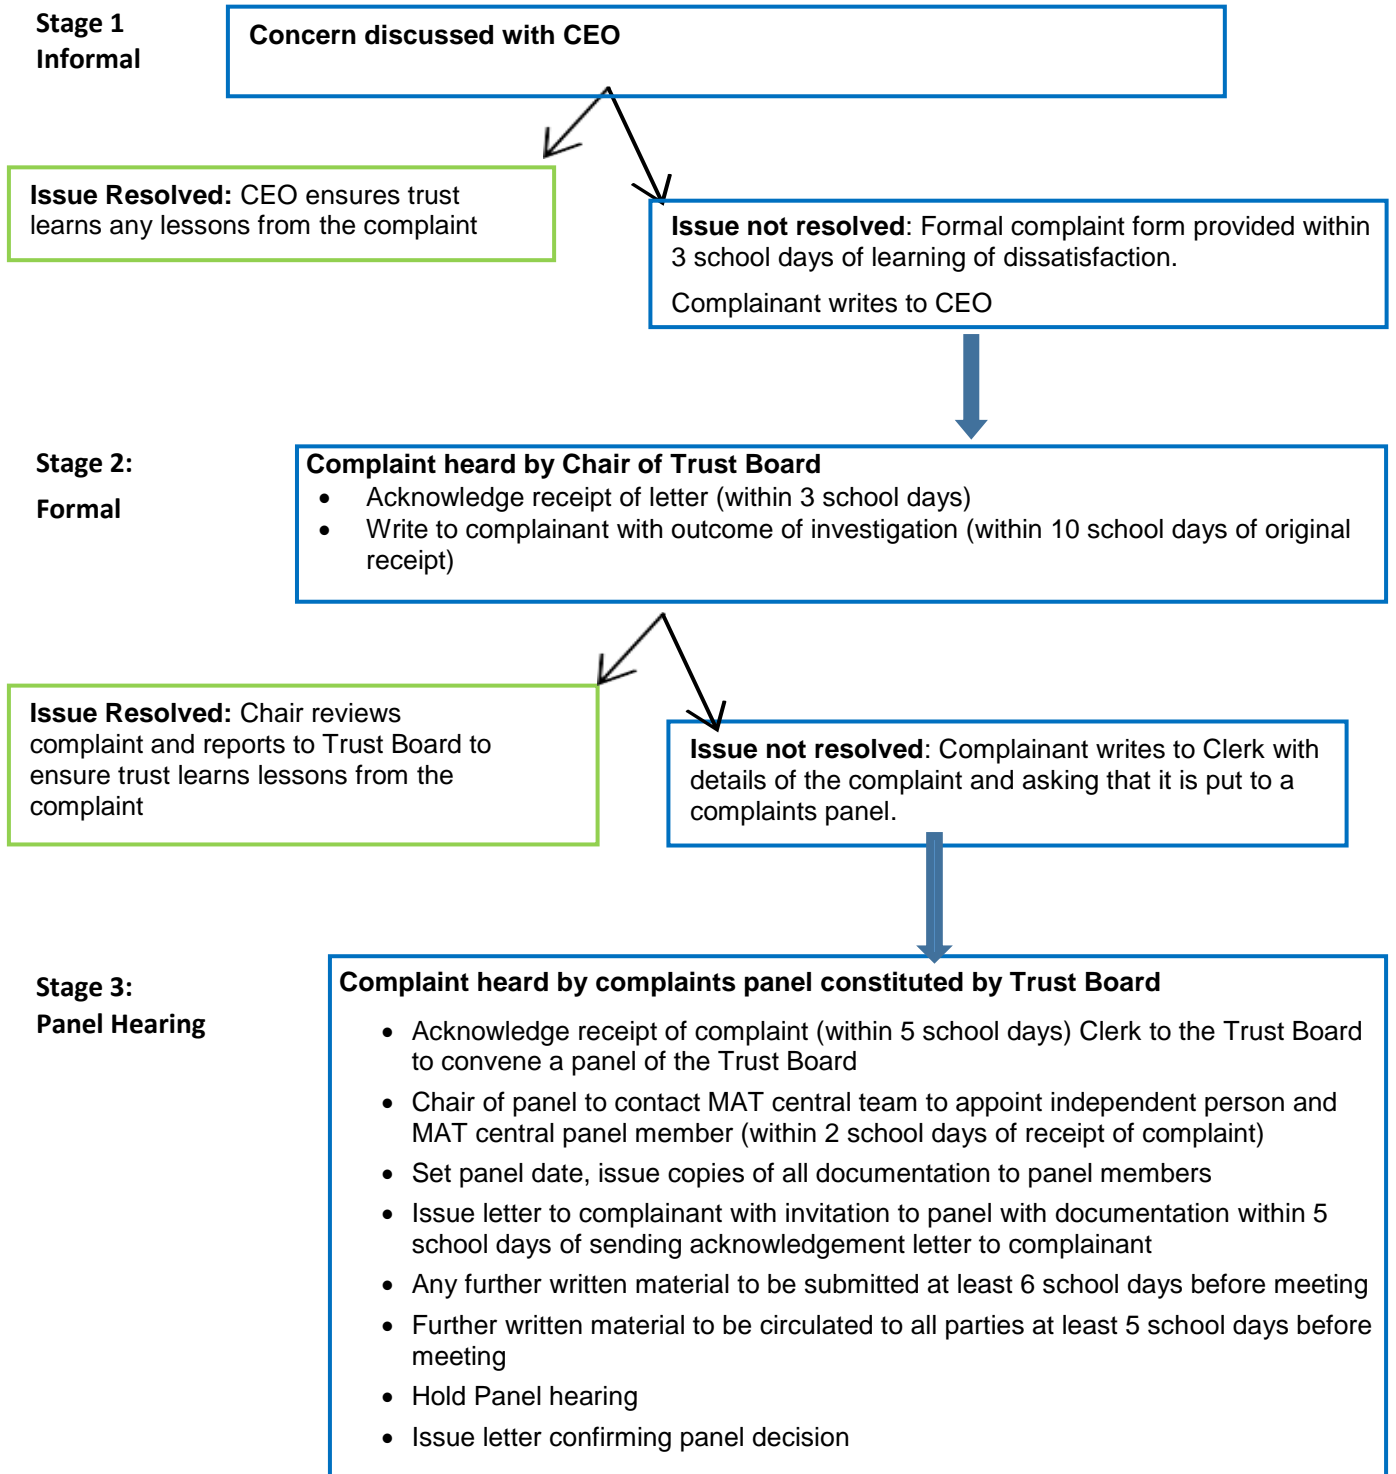 Stage 1
Informal
Concern discussed with CEO
Issue Resolved: CEO ensures trust
learns any lessons from the complaint
Issue not resolved: Formal complaint form provided within
3 school days of learning of dissatisfaction.
Complainant writes to CEO
Stage 2:
Formal
Complaint heard by Chair of Trust Board
• Acknowledge receipt of letter (within 3 school days)
• Write to complainant with outcome of investigation (within 10 school days of original
receipt)
Issue Resolved: Chair reviews
complaint and reports to Trust Board to
ensure trust learns lessons from the
complaint
Issue not resolved: Complainant writes to Clerk with
details of the complaint and asking that it is put to a
complaints panel.
Stage 3:
Panel Hearing
Complaint heard by complaints panel constituted by Trust Board
• Acknowledge receipt of complaint (within 5 school days) Clerk to the Trust Board
to convene a panel of the Trust Board
• Chair of panel to contact MAT central team to appoint independent person and
MAT central panel member (within 2 school days of receipt of complaint)
• Set panel date, issue copies of all documentation to panel members
• Issue letter to complainant with invitation to panel with documentation within 5
school days of sending acknowledgement letter to complainant
• Any further written material to be submitted at least 6 school days before meeting
• Further written material to be circulated to all parties at least 5 school days before
meeting
• Hold Panel hearing
• Issue letter confirming panel decision